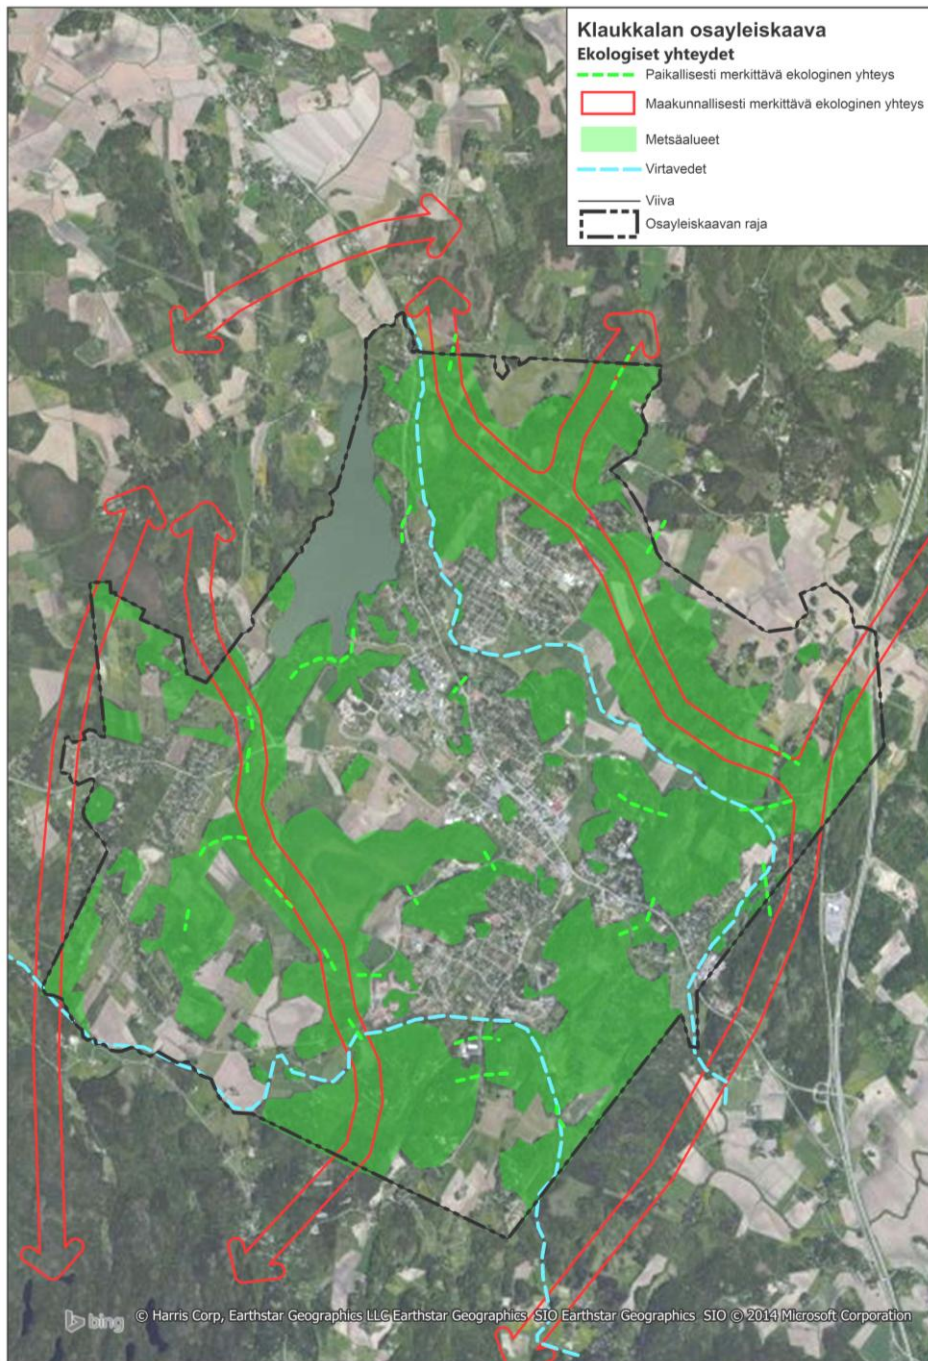 Klaukkalan osayleiskaava
Ekologiset yhteydet
Paikallisesti merkittävä ekologinen yhteys
Maakunnallisesti merkittävä ekologinen yhteys
Metsäalueet
Virtavedet
Viiva
Osayleiskaavan raja
bing
© Harris Corp, Earthstar Geographics LLC Earthstar Geographics SIO Earthstar Geographics SIO © 2014 Microsoft Corporation